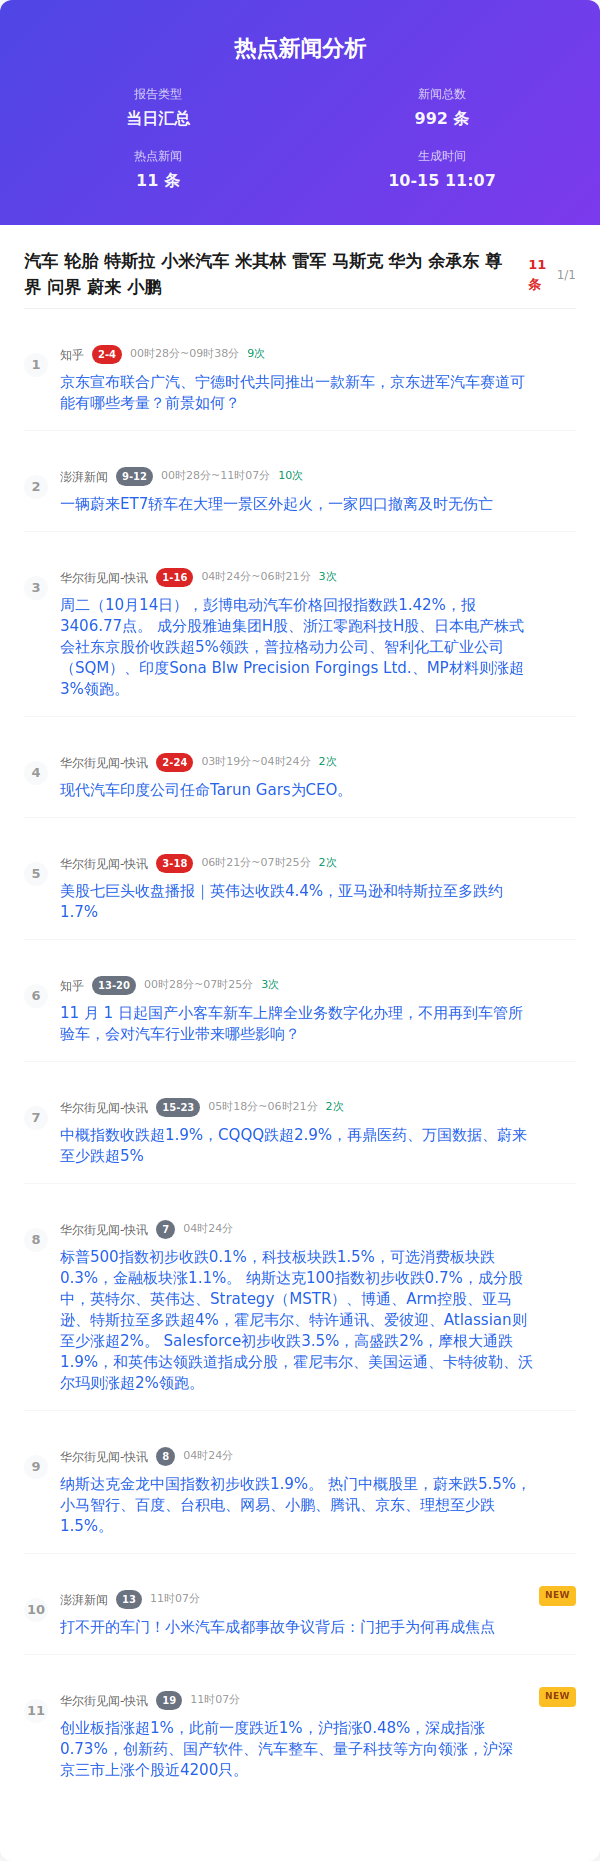 热点新闻分析
报告类型
新闻总数
当日汇总
992 条
热点新闻
生成时间
11 条
10-15 11:07
汽车 轮胎 特斯拉 小米汽车 米其林 雷军 马斯克 华为 余承东 尊
界 问界 蔚来 小鹏
11
条
1/1
1
知乎 2-4 00时28分~09时38分 9次
京东宣布联合广汽、宁德时代共同推出一款新车，京东进军汽车赛道可
能有哪些考量？前景如何？
2
澎湃新闻 9-12 00时28分~11时07分 10次
一辆蔚来ET7轿车在大理一景区外起火，一家四口撤离及时无伤亡
3
华尔街见闻-快讯 1-16 04时24分~06时21分 3次
周二（10月14日），彭博电动汽车价格回报指数跌1.42%，报
3406.77点。 成分股雅迪集团H股、浙江零跑科技H股、日本电产株式
会社东京股价收跌超5%领跌，普拉格动力公司、智利化工矿业公司
（SQM）、印度Sona Blw Precision Forgings Ltd.、MP材料则涨超
3%领跑。
4
华尔街见闻-快讯 2-24 03时19分~04时24分 2次
现代汽车印度公司任命Tarun Gars为CEO。
5
华尔街见闻-快讯 3-18 06时21分~07时25分 2次
美股七巨头收盘播报｜英伟达收跌4.4%，亚马逊和特斯拉至多跌约
1.7%
6
知乎 13-20 00时28分~07时25分 3次
11 月 1 日起国产小客车新车上牌全业务数字化办理，不用再到车管所
验车，会对汽车行业带来哪些影响？
7
华尔街见闻-快讯 15-23 05时18分~06时21分 2次
中概指数收跌超1.9%，CQQQ跌超2.9%，再鼎医药、万国数据、蔚来
至少跌超5%
8
华尔街见闻-快讯 7 04时24分
标普500指数初步收跌0.1%，科技板块跌1.5%，可选消费板块跌
0.3%，金融板块涨1.1%。 纳斯达克100指数初步收跌0.7%，成分股
中，英特尔、英伟达、Strategy（MSTR）、博通、Arm控股、亚马
逊、特斯拉至多跌超4%，霍尼韦尔、特许通讯、爱彼迎、Atlassian则
至少涨超2%。 Salesforce初步收跌3.5%，高盛跌2%，摩根大通跌
1.9%，和英伟达领跌道指成分股，霍尼韦尔、美国运通、卡特彼勒、沃
尔玛则涨超2%领跑。
9
华尔街见闻-快讯 8 04时24分
纳斯达克金龙中国指数初步收跌1.9%。 热门中概股里，蔚来跌5.5%，
小马智行、百度、台积电、网易、小鹏、腾讯、京东、理想至少跌
1.5%。
10
澎湃新闻 13 11时07分
NEW
打不开的车门！小米汽车成都事故争议背后：门把手为何再成焦点
11
华尔街见闻-快讯 19 11时07分
NEW
创业板指涨超1%，此前一度跌近1%，沪指涨0.48%，深成指涨
0.73%，创新药、国产软件、汽车整车、量子科技等方向领涨，沪深
京三市上涨个股近4200只。